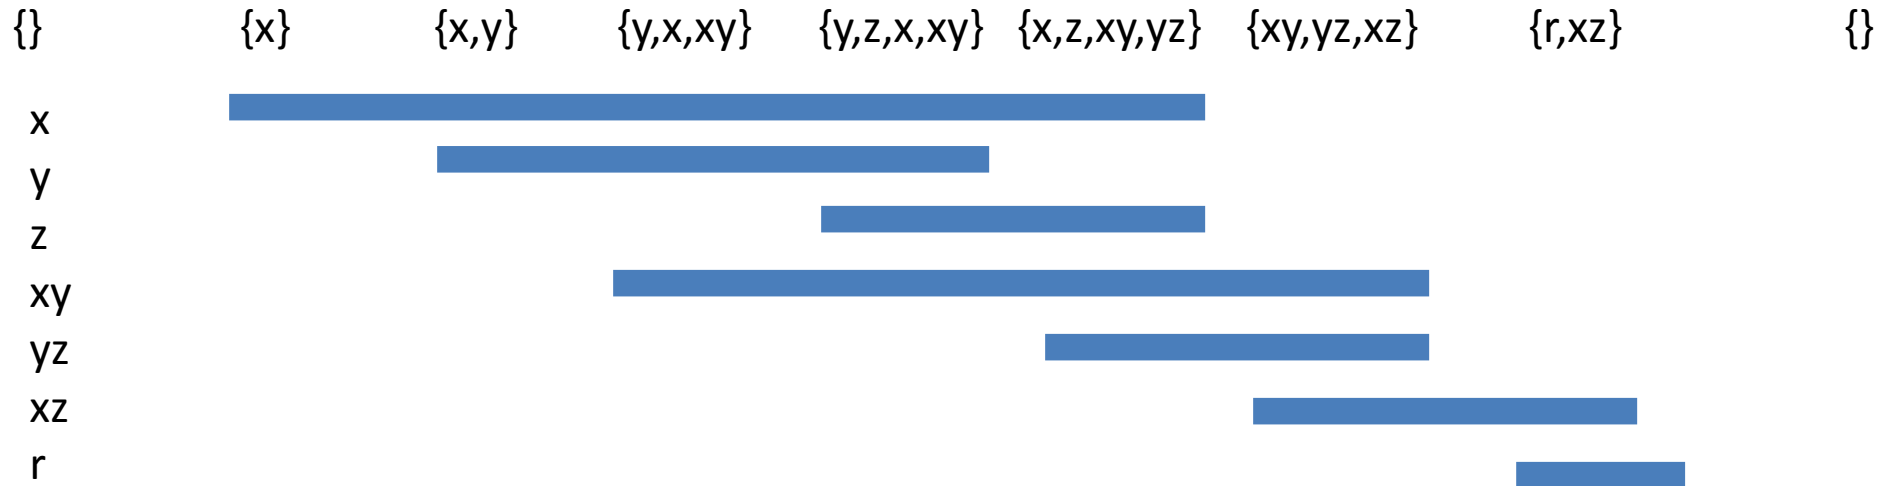 {} {x} {x,y} {y,x,xy} {y,z,x,xy} {x,z,xy,yz} {xy,yz,xz} {r,xz} {}
x
y
z
xy
yz
xz
r